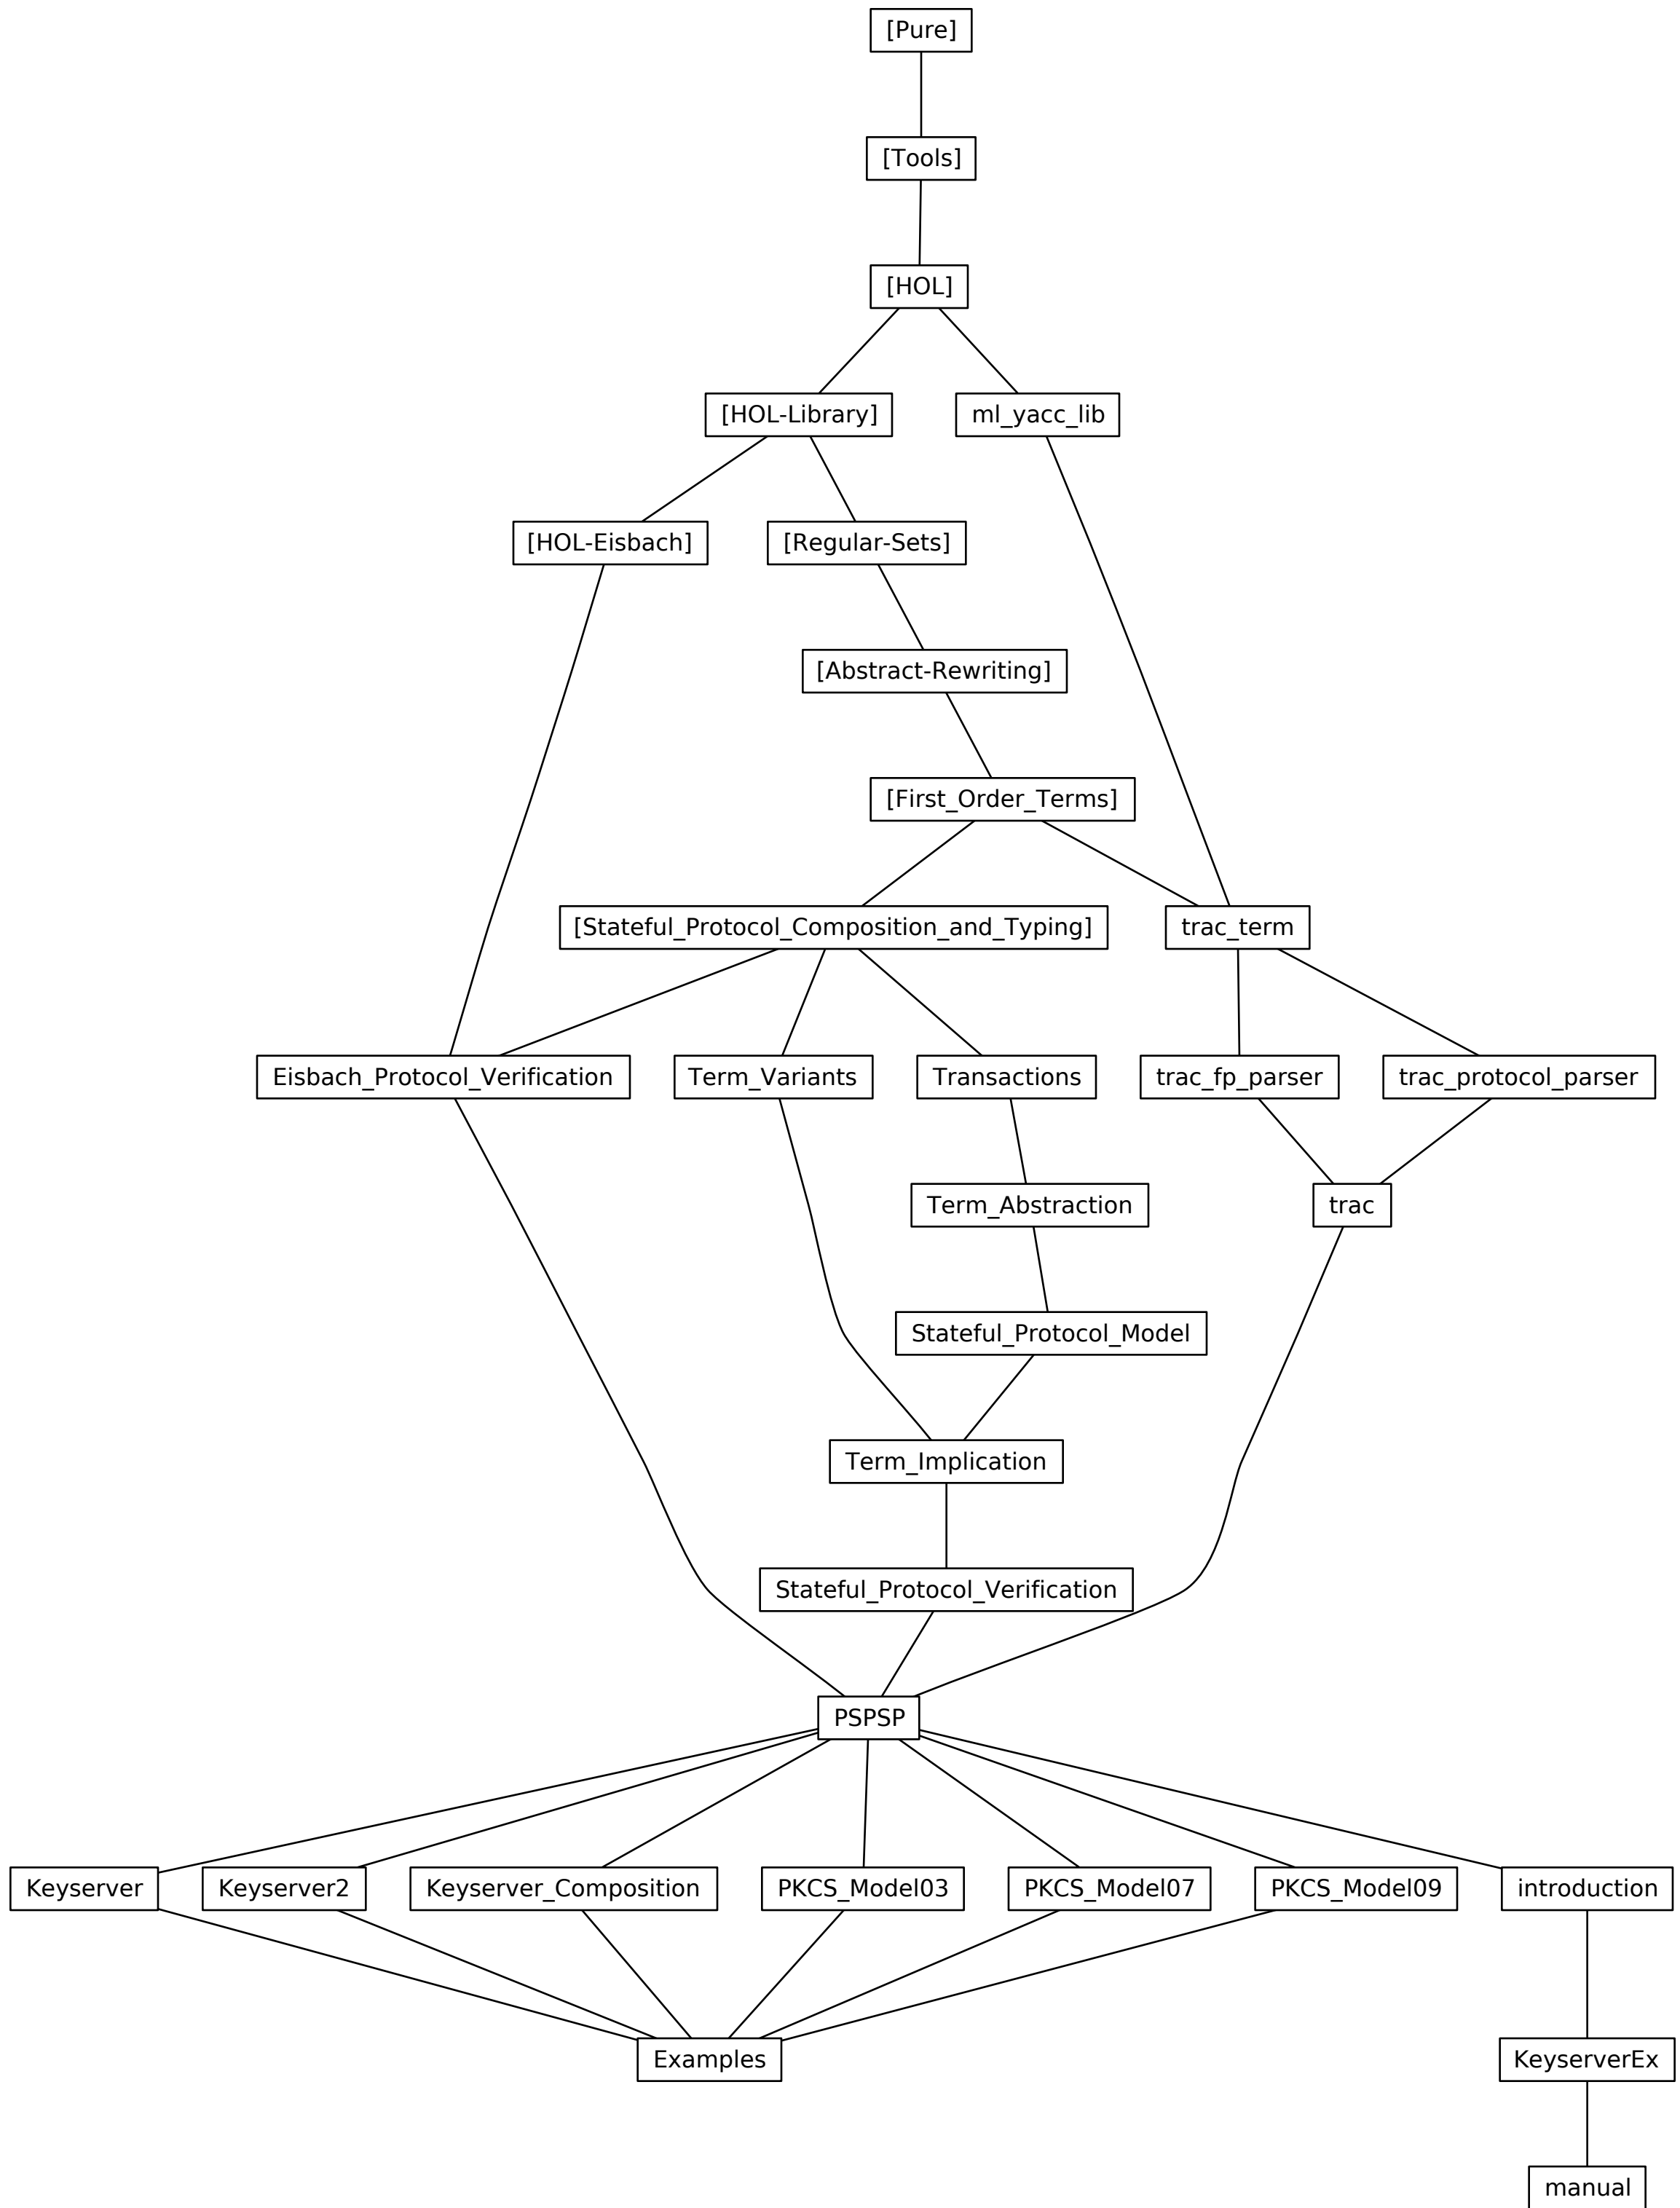 [Pure]
[Tools]
[HOL]
[HOL-Library]
ml_yacc_lib
[HOL-Eisbach]
[Regular-Sets]
[Abstract-Rewriting]
[First_Order_Terms]
[Stateful_Protocol_Composition_and_Typing]
trac_term
Eisbach_Protocol_Verification
Term_Variants
Transactions
trac_fp_parser
trac_protocol_parser
Term_Abstraction
trac
Stateful_Protocol_Model
Term_Implication
Stateful_Protocol_Verification
PSPSP
Keyserver
Keyserver2
Keyserver_Composition
PKCS_Model03
PKCS_Model07
PKCS_Model09
introduction
Examples
KeyserverEx
manual